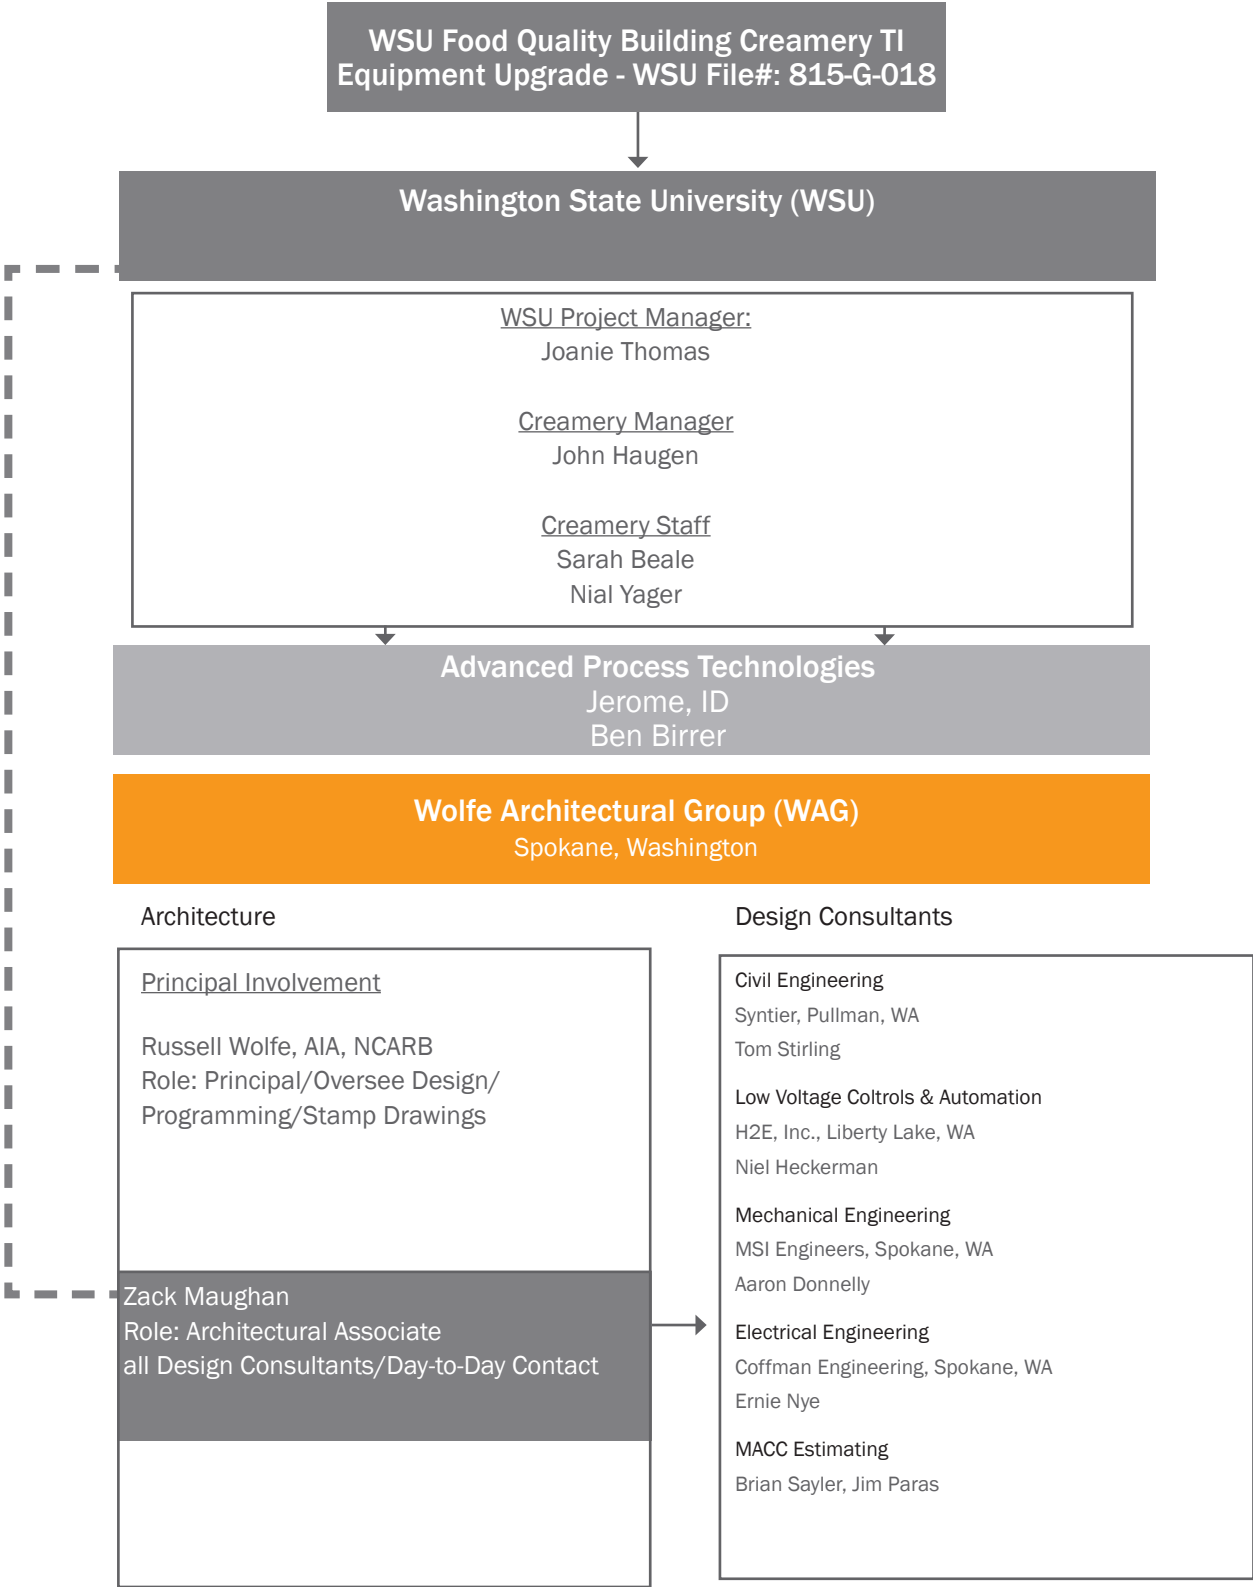 WSU Food Quality Building Creamery TI
Equipment Upgrade - WSU File#: 815-G-018
Washington State University (WSU)
WSU Project Manager:
Joanie Thomas
Creamery Manager
John Haugen
Creamery Staff
Sarah Beale
Nial Yager
Advanced Process Technologies
Jerome, ID
Ben Birrer
Wolfe Architectural Group (WAG)
Spokane, Washington
Architecture
Principal Involvement
Russell Wolfe, AIA, NCARB
Role: Principal/Oversee Design/
Programming/Stamp Drawings
Zack Maughan
Role: Architectural Associate
all Design Consultants/Day-to-Day Contact
Design Consultants
Civil Engineering
Syntier, Pullman, WA
Tom Stirling
Low Voltage Coltrols & Automation
H2E, Inc., Liberty Lake, WA
Niel Heckerman
Mechanical Engineering
MSI Engineers, Spokane, WA
Aaron Donnelly
Electrical Engineering
Coffman Engineering, Spokane, WA
Ernie Nye
MACC Estimating
Brian Sayler, Jim Paras